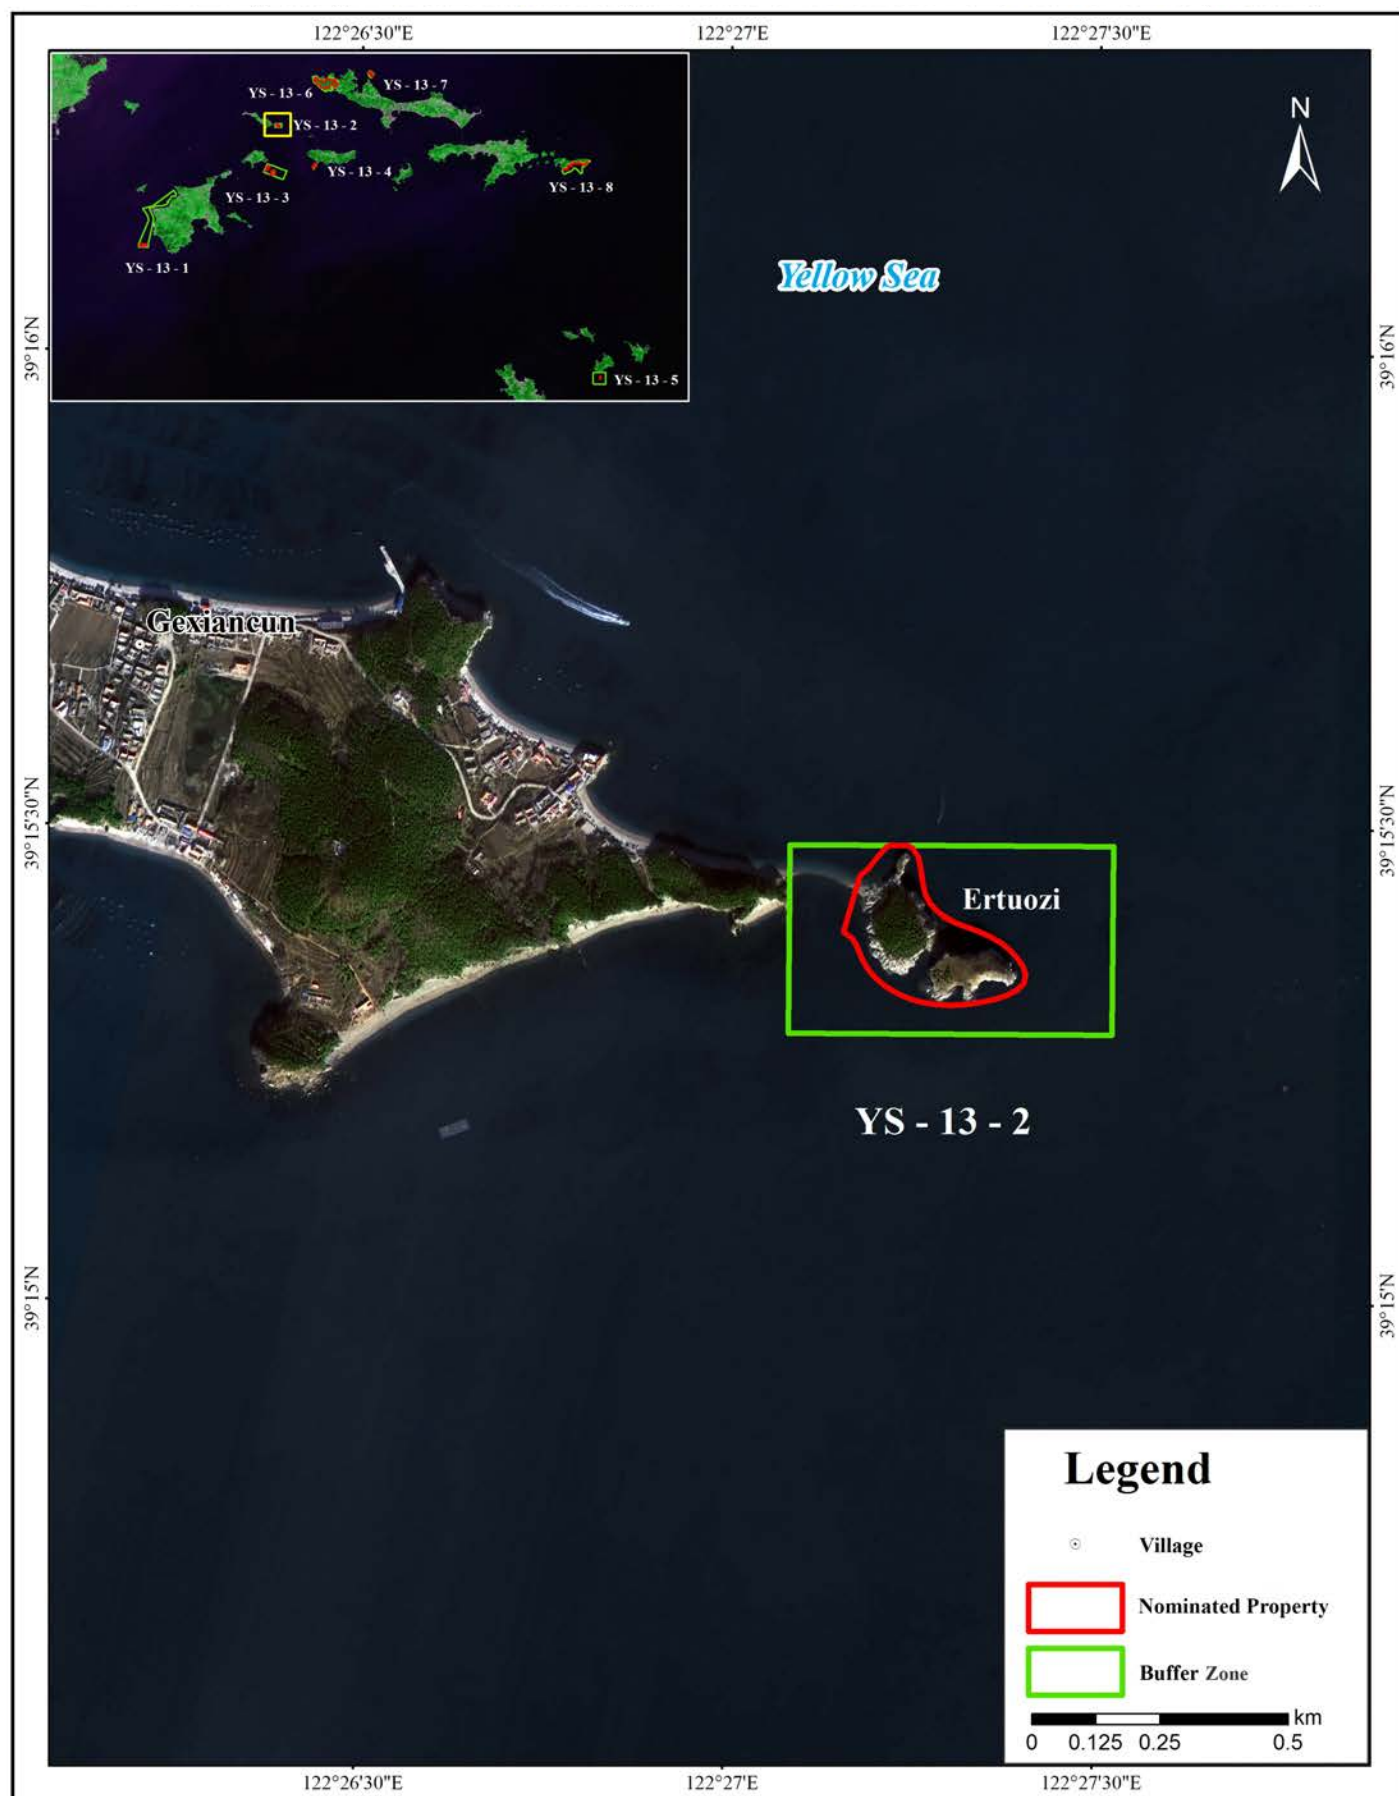 122°26'30"E
122°27'E
122°27'30"E
YS - 13 - 6
YS - 13 - 7
YS - 13 - 2
YS - 13 - 4
YS - 13 - 3
YS - 13 - 8
YS - 13 - 1
YS - 13 - 5
N
Yellow Sea
39°16'N
39°16'N
Gexiancun
39°15'30"N
39°15'30"N
Ertuozi
YS - 13 - 2
39°15'N
39°15'N
Legend
Village
Nominated Property
Buffer Zone
km
0 0.125 0.25 0.5
122°26'30"E
122°27'E
122°27'30"E